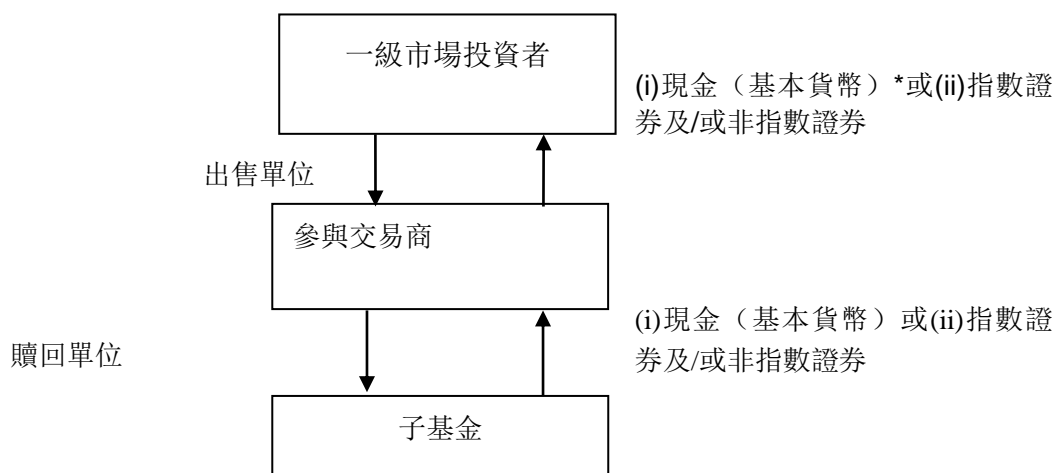 一級市場投資者
(i)現金（基本貨幣）*或(ii)指數證
券及/或非指數證券
出售單位
參與交易商
(i)現金（基本貨幣）或(ii)指數證
券及/或非指數證券
贖回單位
子基金